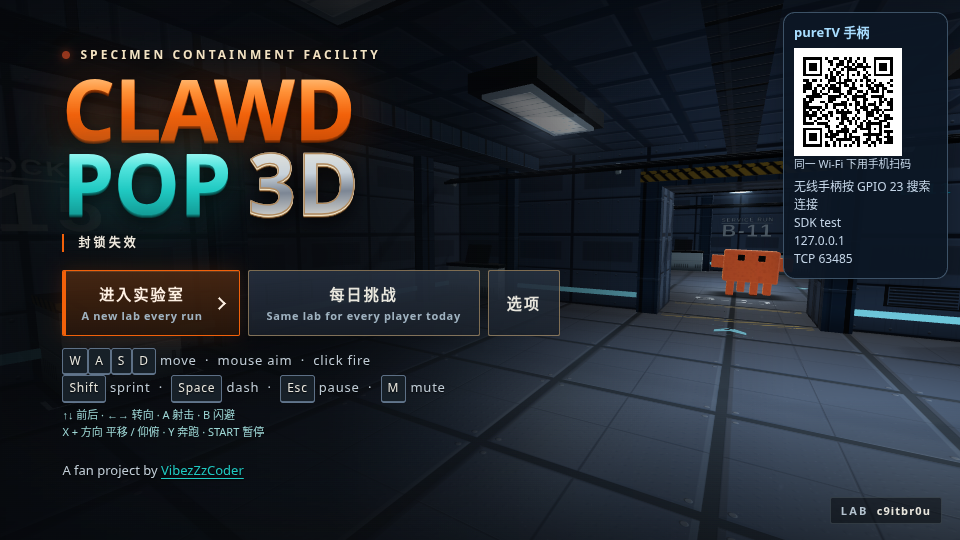 SPECIMEN CONTAINMENT FACILITY
CLAWD
POP 3D
封锁失效
进入实验室
A new lab every run
每日挑战
Same lab for every player today
选项
W A S D move · mouse aim · click fire
Shift sprint · Space dash · Esc pause · M mute
↑↓ 前后 · ←→ 转向 · A 射击 · B 闪避
X + 方向 平移 / 仰俯 · Y 奔跑 · START 暂停
A fan project by VibezZzCoder
pureTV 手柄
同一 Wi-Fi 下用手机扫码
无线手柄按 GPIO 23 搜索
连接
SDK test
127.0.0.1
TCP 63485
SERVICE RUN
B-11
LAB c9itbr0u